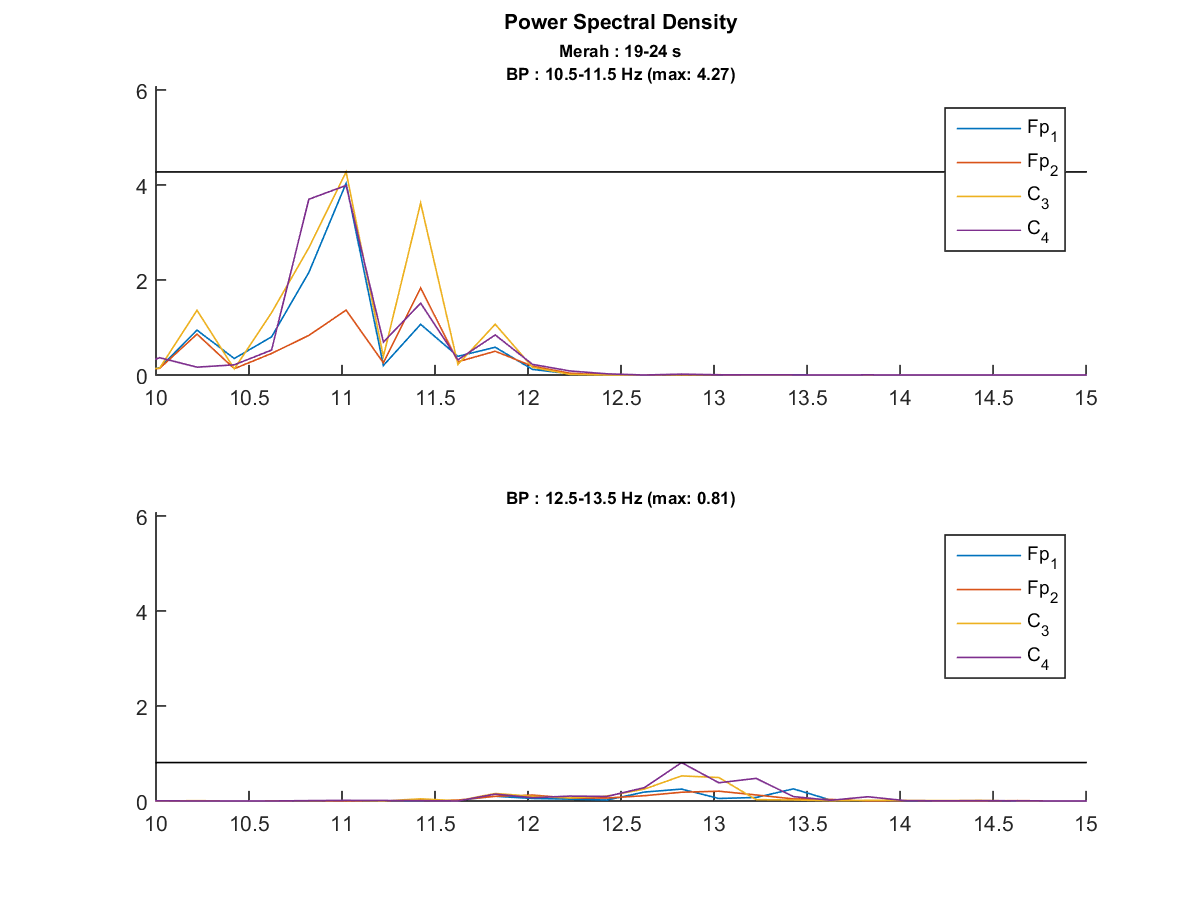 Power Spectral Density
Merah : 19-24 s
BP : 10.5-11.5 Hz (max: 4.27)
6
4
2
0
10 10.5 11 11.5 12 12.5 13 13.5 14 14.5 15
Fp1
Fp2
C3
C4
BP : 12.5-13.5 Hz (max: 0.81)
6
4
2
0
10 10.5 11 11.5 12 12.5 13 13.5 14 14.5 15
Fp1
Fp2
C3
C4